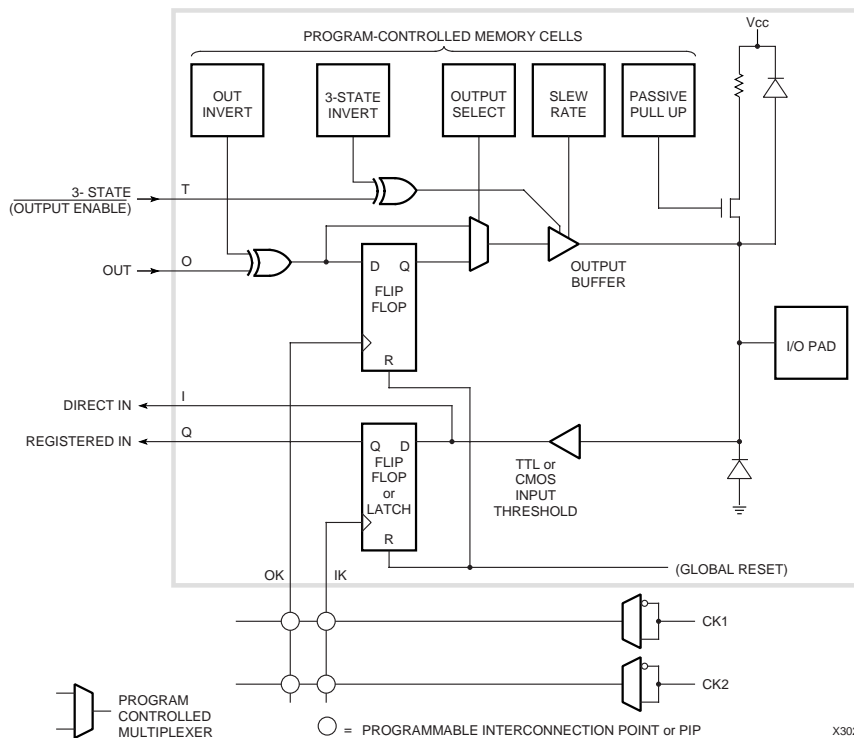 Vcc
PROGRAM-CONTROLLED MEMORY CELLS
OUT
INVERT
3-STATE
INVERT
OUTPUT
SELECT
SLEW
RATE
PASSIVE
PULL UP
3- STATE
(OUTPUT ENABLE)
T
OUT
O
D Q
FLIP
FLOP
R
OUTPUT
BUFFER
I/O PAD
DIRECT IN
I
REGISTERED IN
Q
Q D
FLIP
FLOP
or
LATCH
R
TTL or
CMOS
INPUT
THRESHOLD
OK
IK
(GLOBAL RESET)
CK1
CK2
PROGRAM
CONTROLLED
MULTIPLEXER
= PROGRAMMABLE INTERCONNECTION POINT or PIP
X302